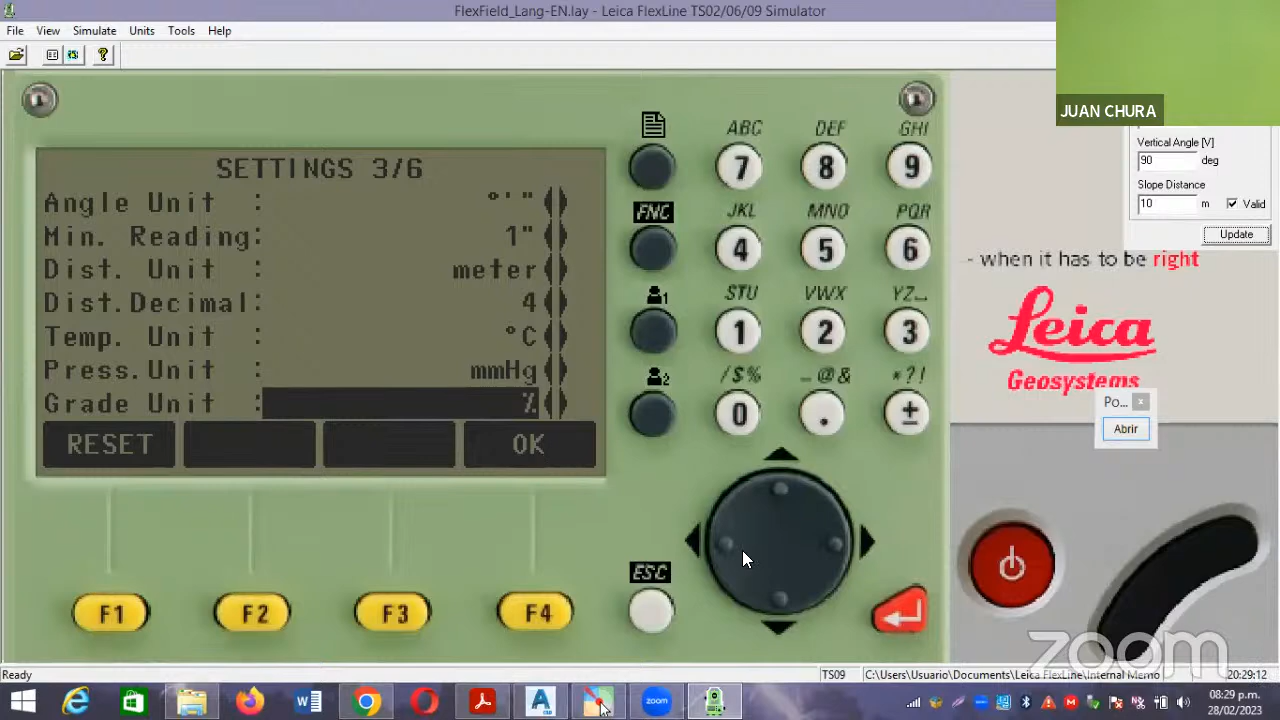 FlexField_Lang-EN.lay - Leica FlexLine TS02/06/09 Simulator
File View Simulate Units Tools Help
JUAN CHURA
Vertical Angle [V]
90 deg
Slope Distance
10 m Valid
Update
SETTINGS 3/6
Angle Unit : °'"
Min. Reading: 1"
Dist. Unit : meter
Dist.Decimal: 4
Temp. Unit : °C
Press.Unit : mmHg
Grade Unit : %
RESET OK
ABC DEF GHI
7 8 9
FNC JKL MNO PQR
4 5 6
1 STU VWX YZ_
1 2 3
2 /$% _@& *?!
0 . ±
ESC
F1 F2 F3 F4
- when it has to be right
Leica
Geosystems
Po...
Abrir
zoom
Ready TS09 C:\Users\Usuario\Documents\Leica FlexLine\Internal Memo 20:29:12
zoom
08:29 p.m.
28/02/2023